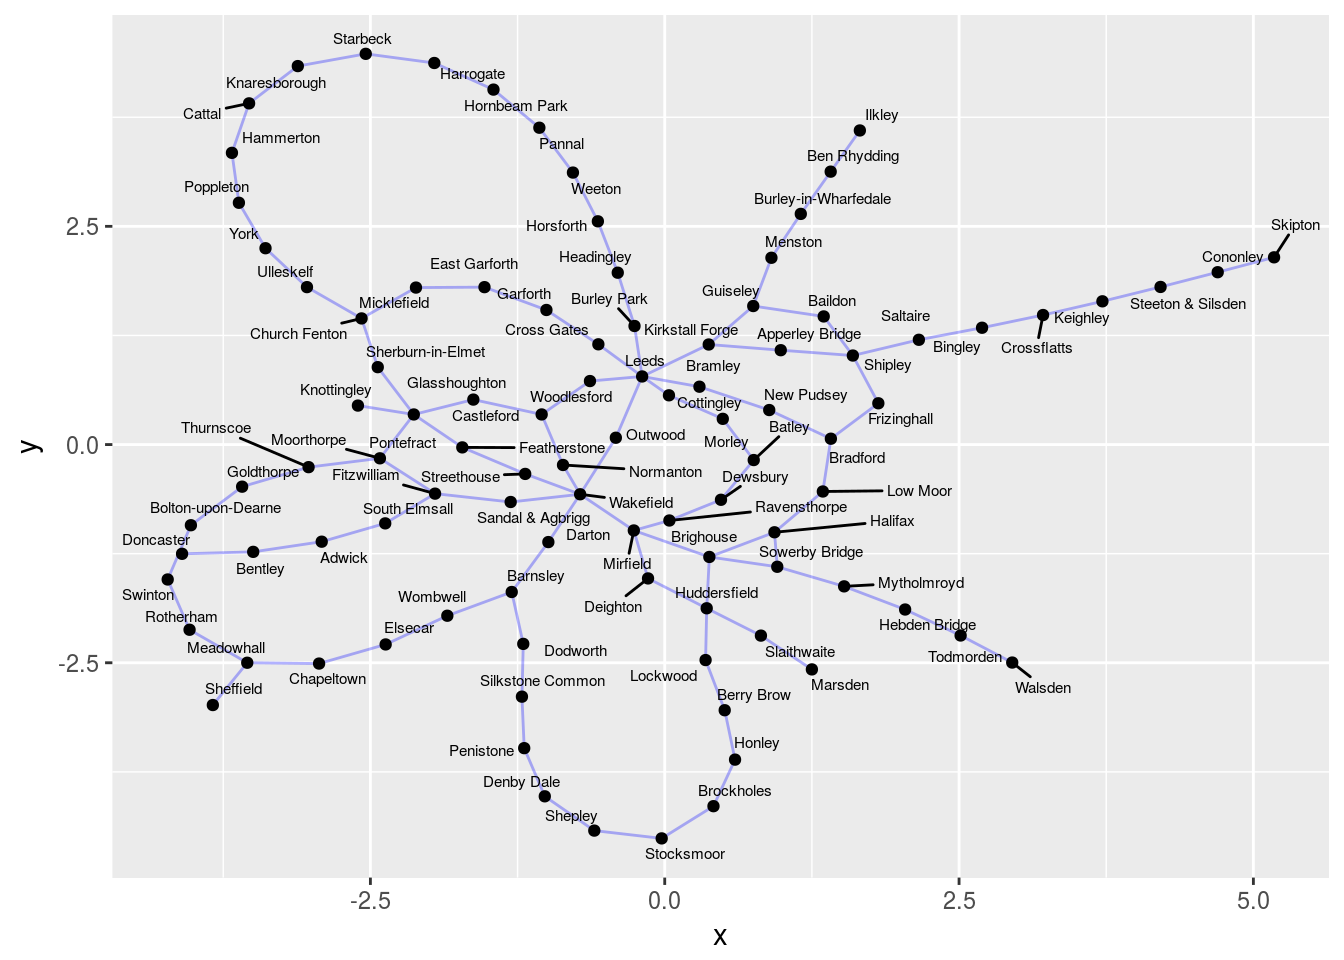 Starbeck
Harrogate
Knaresborough
Hornbeam Park
Cattal
Ilkley
Hammerton
Pannal
Ben Rhydding
Poppleton
Weeton
Burley-in-Wharfedale
2.5
Horsforth
Skipton
York
Menston
Headingley
Cononley
Ulleskelf
East Garforth
Guiseley
Garforth
Burley Park
Baildon
Micklefield
Steeton & Silsden
Saltaire
Keighley
Church Fenton
Cross Gates
Kirkstall Forge
Apperley Bridge
Bingley
Crossflatts
Sherburn-in-Elmet
Leeds
Bramley
Shipley
Knottingley
Glasshoughton
Woodlesford
New Pudsey
Cottingley
Castleford
Frizinghall
Thurnscoe
Batley
Moorthorpe
Pontefract
Outwood
Morley
0.0
y
Featherstone
Bradford
Goldthorpe
Fitzwilliam
Streethouse
Normanton
Dewsbury
Low Moor
Bolton-upon-Dearne
South Elmsall
Wakefield
Ravensthorpe
Sandal & Agbrigg
Halifax
Doncaster
Darton
Brighouse
Adwick
Sowerby Bridge
Bentley
Mirfield
Barnsley
Mytholmroyd
Swinton
Wombwell
Huddersfield
Deighton
Rotherham
Elsecar
Hebden Bridge
Meadowhall
Dodworth
Slaithwaite
Todmorden
-2.5
Chapeltown
Silkstone Common
Lockwood
Marsden
Walsden
Sheffield
Berry Brow
Penistone
Honley
Denby Dale
Brockholes
Shepley
Stocksmoor
-2.5
0.0
2.5
5.0
x